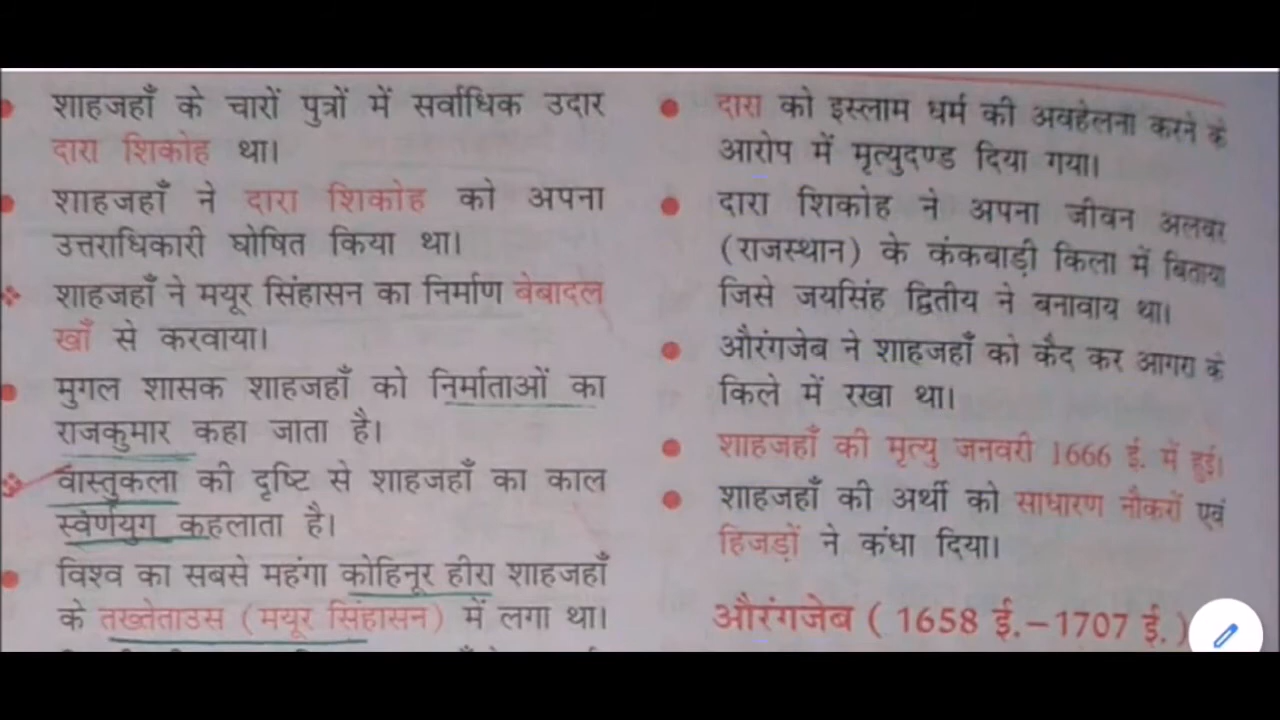 शाहजहाँ के चारों पुत्रों में सर्वाधिक उदार
दारा शिकोह था।
शाहजहाँ ने दारा शिकोह को अपना
उत्तराधिकारी घोषित किया था।
शाहजहाँ ने मयूर सिंहासन का निर्माण बेबादल
खाँ से करवाया।
मुगल शासक शाहजहाँ को निर्माताओं का
राजकुमार कहा जाता है।
वास्तुकला की दृष्टि से शाहजहाँ का काल
स्वर्णयुग कहलाता है।
विश्व का सबसे महंगा कोहिनूर हीरा शाहजहाँ
के तख्तेताउस (मयूर सिंहासन) में लगा था।
दारा को इस्लाम धर्म की अवहेलना करने के
आरोप में मृत्युदण्ड दिया गया।
दारा शिकोह ने अपना जीवन अलवर
(राजस्थान) के कंकबाड़ी किला में बिताया
जिसे जयसिंह द्वितीय ने बनावाय था।
औरंगजेब ने शाहजहाँ को कैद कर आगरा के
किले में रखा था।
शाहजहाँ की मृत्यु जनवरी 1666 ई. में हुई।
शाहजहाँ की अर्थी को साधारण नौकरों एवं
हिजड़ों ने कंधा दिया।
औरंगजेब ( 1658 ई.–1707 ई. )